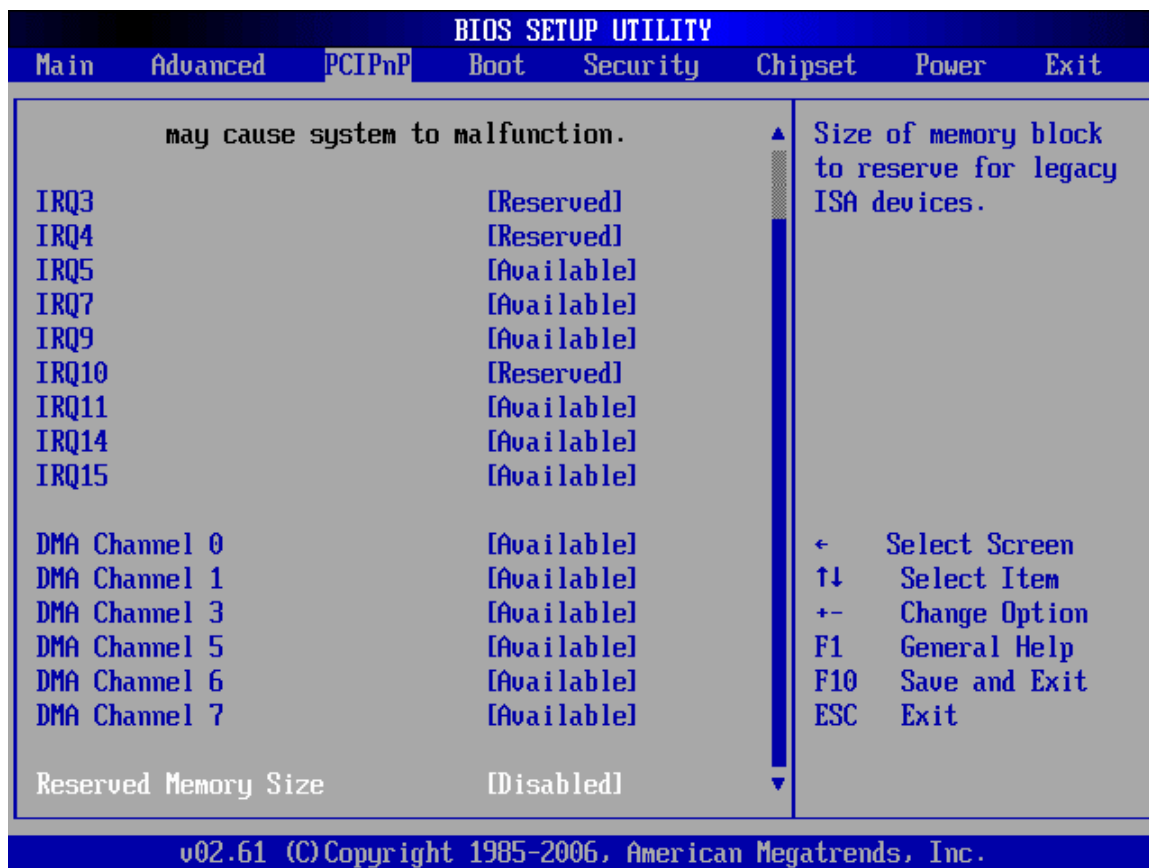 BIOS SETUP UTILITY
Main Advanced PCIPnP Boot Security Chipset Power Exit
may cause system to malfunction.
IRQ3 [Reserved]
IRQ4 [Reserved]
IRQ5 [Available]
IRQ7 [Available]
IRQ9 [Available]
IRQ10 [Reserved]
IRQ11 [Available]
IRQ14 [Available]
IRQ15 [Available]
DMA Channel 0 [Available]
DMA Channel 1 [Available]
DMA Channel 3 [Available]
DMA Channel 5 [Available]
DMA Channel 6 [Available]
DMA Channel 7 [Available]
Reserved Memory Size [Disabled]
Size of memory block
to reserve for legacy
ISA devices.
← Select Screen
↑↓ Select Item
+- Change Option
F1 General Help
F10 Save and Exit
ESC Exit
v02.61 (C)Copyright 1985-2006, American Megatrends, Inc.